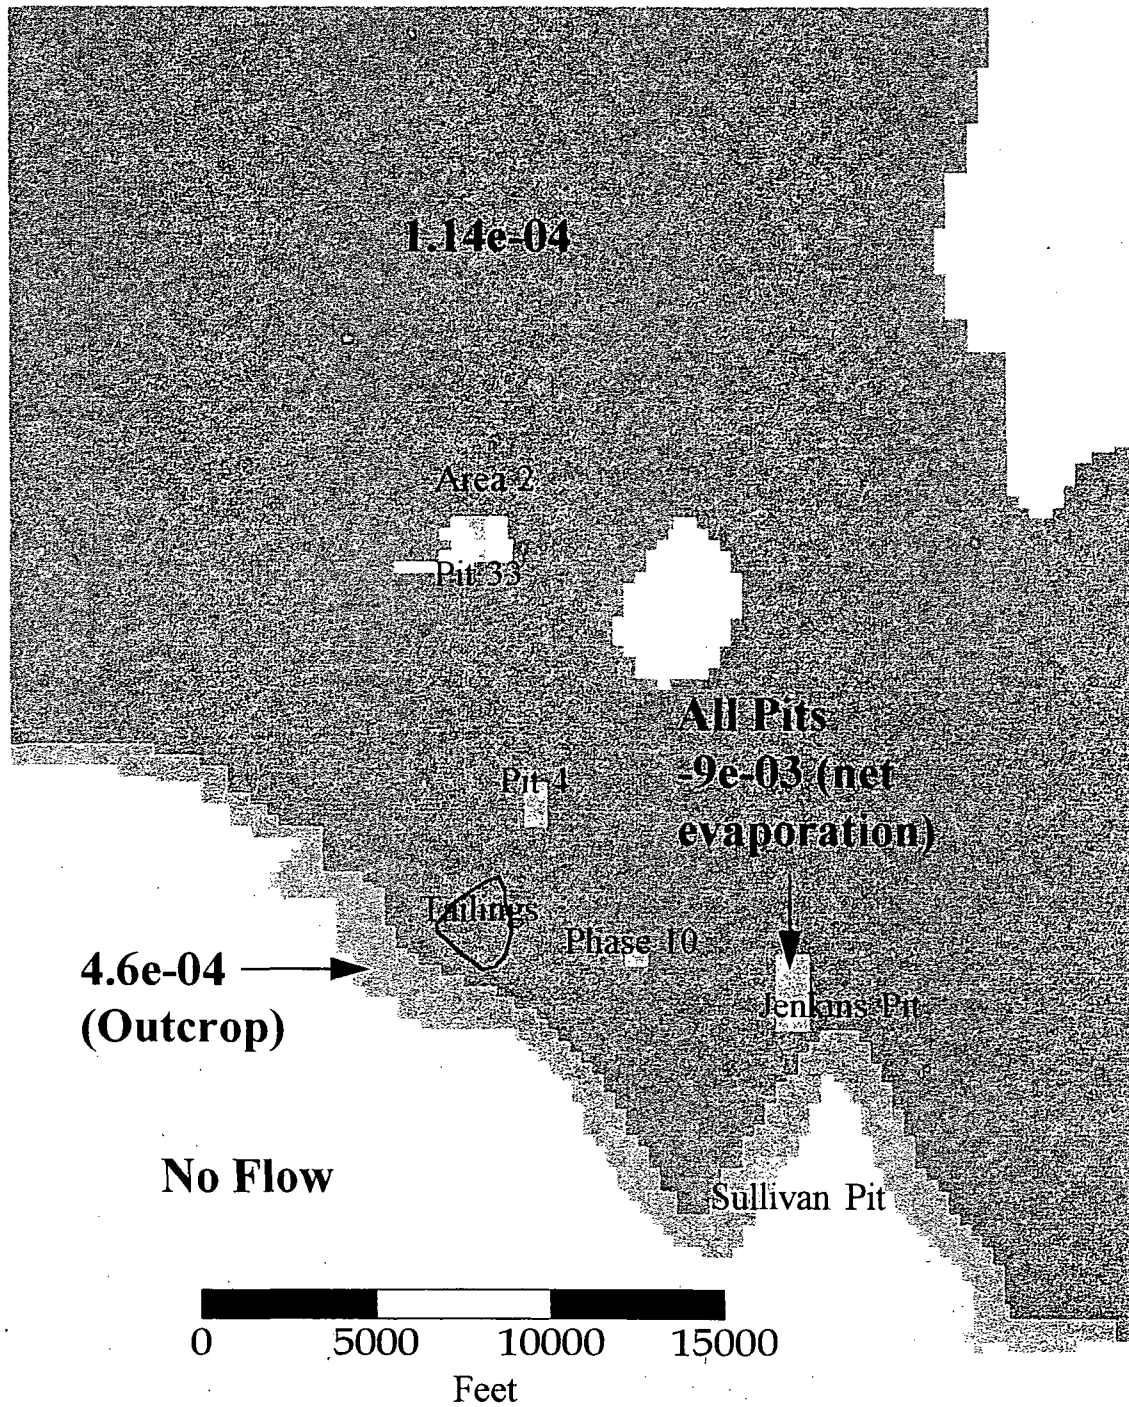 1.14e-04
Area 2
Pit 33
All Pits
-9e-03 (net
evaporation)
Pit 4
Tailings
Phase 10
4.6e-04
(Outcrop)
Jenkins Pit
No Flow
Sullivan Pit
0 5000 10000 15000
Feet